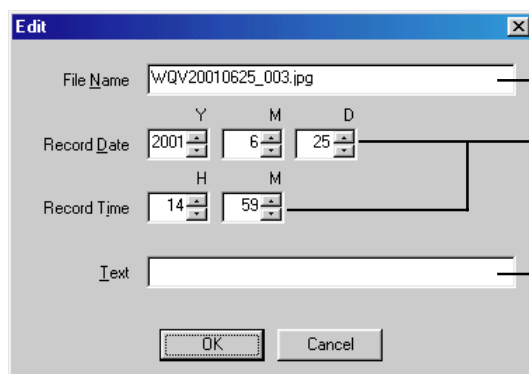 Edit
File Name WQV20010625_003.jpg
Y M D
Record Date 2001 6 25
H M
Record Time 14 59
Text
OK Cancel